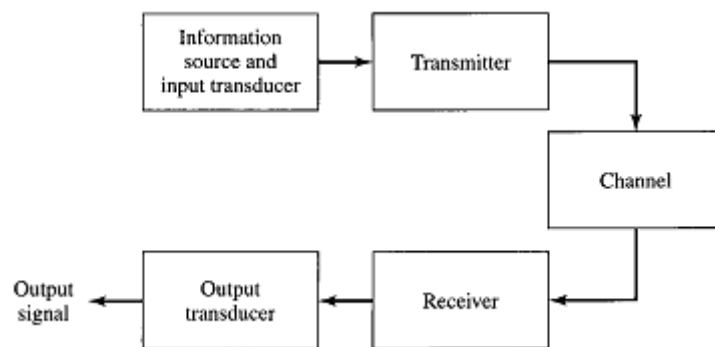 Information
source and
input transducer
Transmitter
Channel
Receiver
Output
transducer
Output
signal